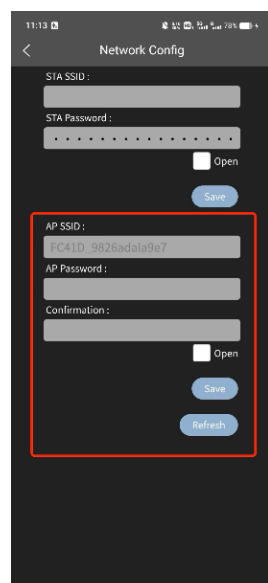 11:13
78%
Network Config
STA SSID :
STA Password :
• • • • • • • • • • • • • • • •
Open
Save
AP SSID :
FC41D_9826adala9e7
AP Password :
Confirmation :
Open
Save
Refresh